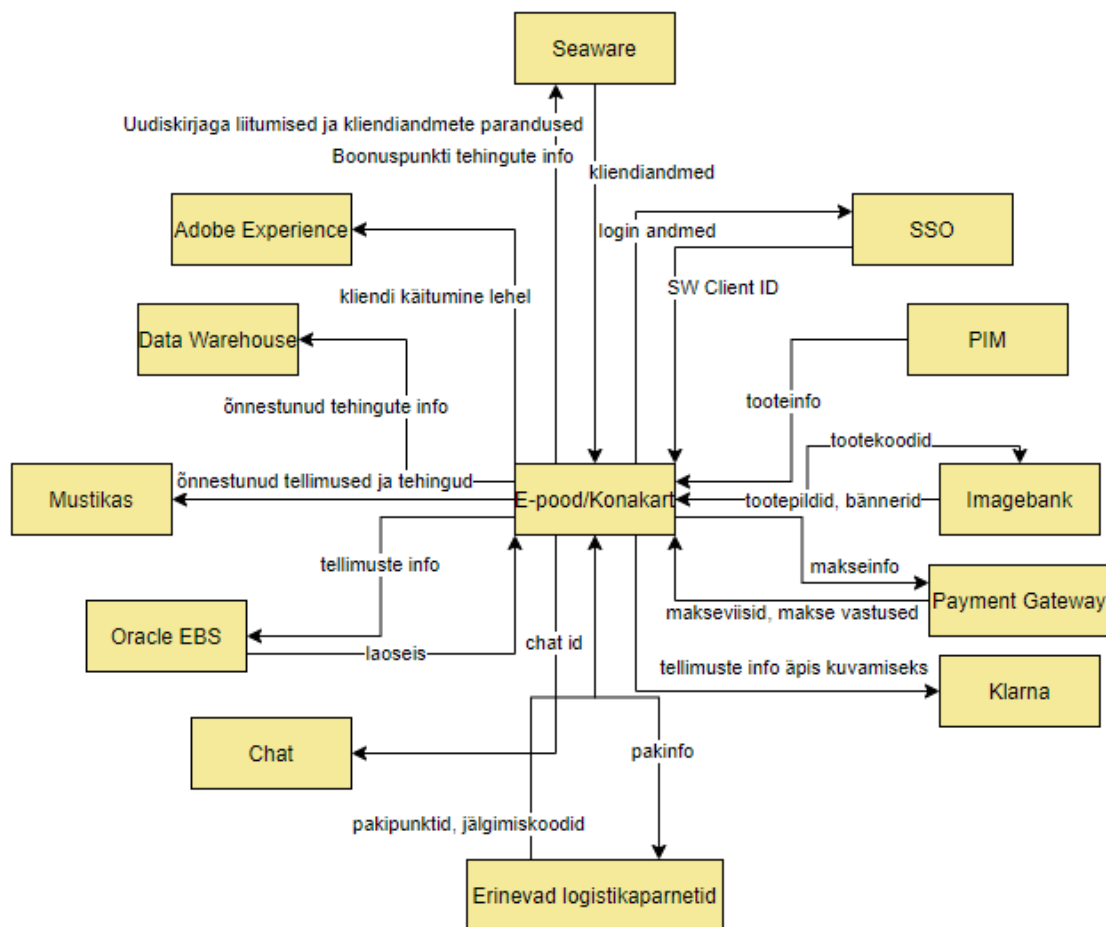 Seaware
Uudiskirjaga liitumised ja kliendiandmete parandused
Boonuspunkti tehingute info
kliendiandmed
Adobe Experience
login andmed
SSO
kliendi käitumine lehel
SW Client ID
Data Warehouse
PIM
õnnestunud tehingute info
tooteinfo
tootekoodid
Mustikas
õnnestunud tellimused ja tehingud
E-pood/Konakart
tootepildid, bännerid
Imagebank
tellimuste info
makseinfo
makseviisid, makse vastused
Payment Gateway
Oracle EBS
laoseis
chat id
tellimuste info äpis kuvamiseks
Klarna
Chat
pakinfo
pakipunktid, jälgimiskoodid
Erinevad logistikaparnetid